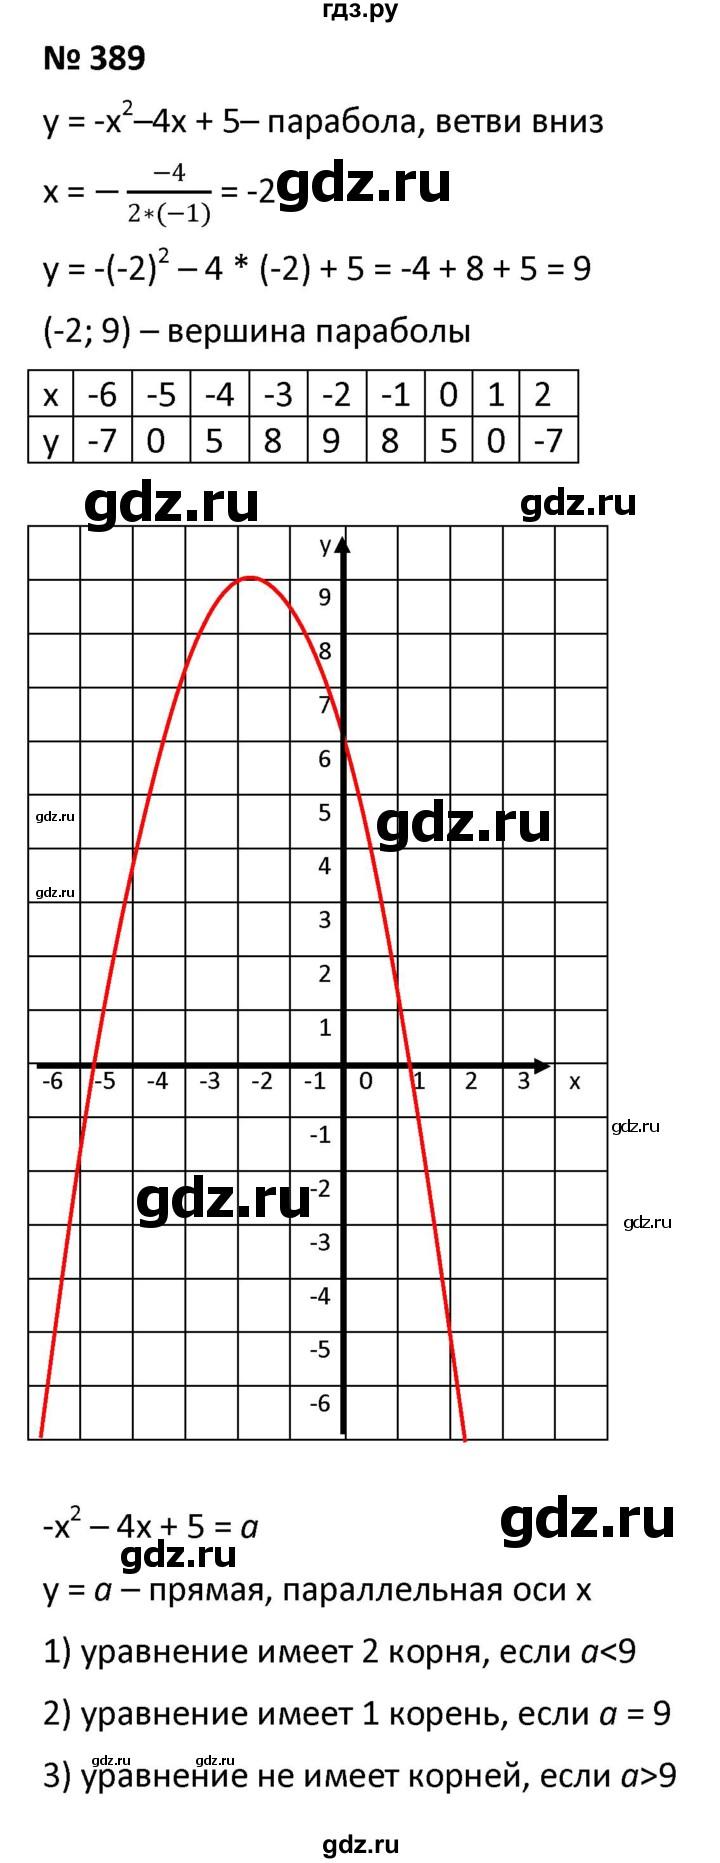 гдз.ру
№ 389
y = -x²–4x + 5– парабола, ветви вниз
x = − −4 / 2∗(−1) = -2
gdz.ru
y = -(-2)² – 4 * (-2) + 5 = -4 + 8 + 5 = 9
(-2; 9) – вершина параболы
x -6 -5 -4 -3 -2 -1 0 1 2
y -7 0 5 8 9 8 5 0 -7
gdz.ru gdz.ru
y
9
8
7
6
gdz.ru 5 gdz.ru
4
gdz.ru
3
2
1
-6 -5 -4 -3 -2 -1 0 1 2 3 x
-1 gdz.ru
gdz.ru -2
gdz.ru
-3
-4
-5
-6
-x² – 4x + 5 = a
gdz.ru
gdz.ru
y = a – прямая, параллельная оси x
1) уравнение имеет 2 корня, если a<9
2) уравнение имеет 1 корень, если a = 9
gdz.ru gdz.ru
3) уравнение не имеет корней, если a>9
gdz.ru